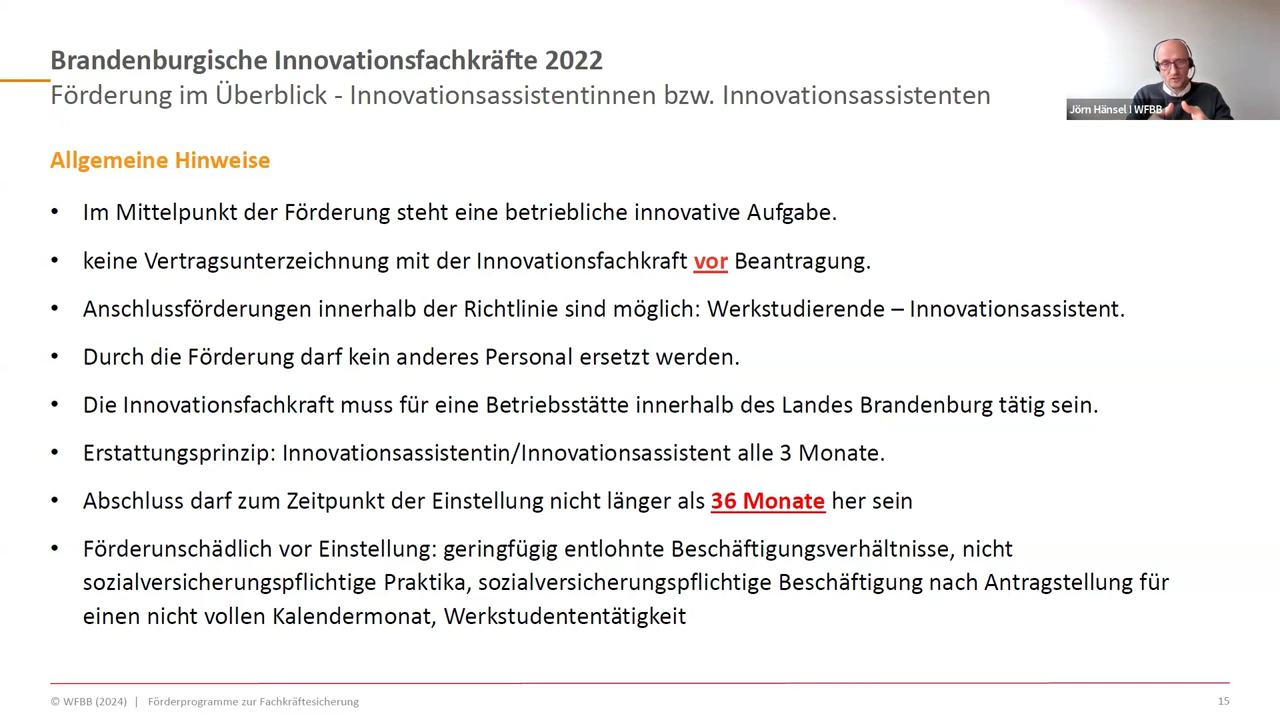 Brandenburgische Innovationsfachkräfte 2022
Förderung im Überblick - Innovationsassistentinnen bzw. Innovationsassistenten
Jörn Hänsel I WFBB
Allgemeine Hinweise
• Im Mittelpunkt der Förderung steht eine betriebliche innovative Aufgabe.
• keine Vertragsunterzeichnung mit der Innovationsfachkraft vor Beantragung.
• Anschlussförderungen innerhalb der Richtlinie sind möglich: Werkstudierende – Innovationsassistent.
• Durch die Förderung darf kein anderes Personal ersetzt werden.
• Die Innovationsfachkraft muss für eine Betriebsstätte innerhalb des Landes Brandenburg tätig sein.
• Erstattungsprinzip: Innovationsassistentin/Innovationsassistent alle 3 Monate.
• Abschluss darf zum Zeitpunkt der Einstellung nicht länger als 36 Monate her sein
• Förderunschädlich vor Einstellung: geringfügig entlohnte Beschäftigungsverhältnisse, nicht
sozialversicherungspflichtige Praktika, sozialversicherungspflichtige Beschäftigung nach Antragstellung für
einen nicht vollen Kalendermonat, Werkstudententätigkeit
© WFBB (2024) | Förderprogramme zur Fachkräftesicherung
15